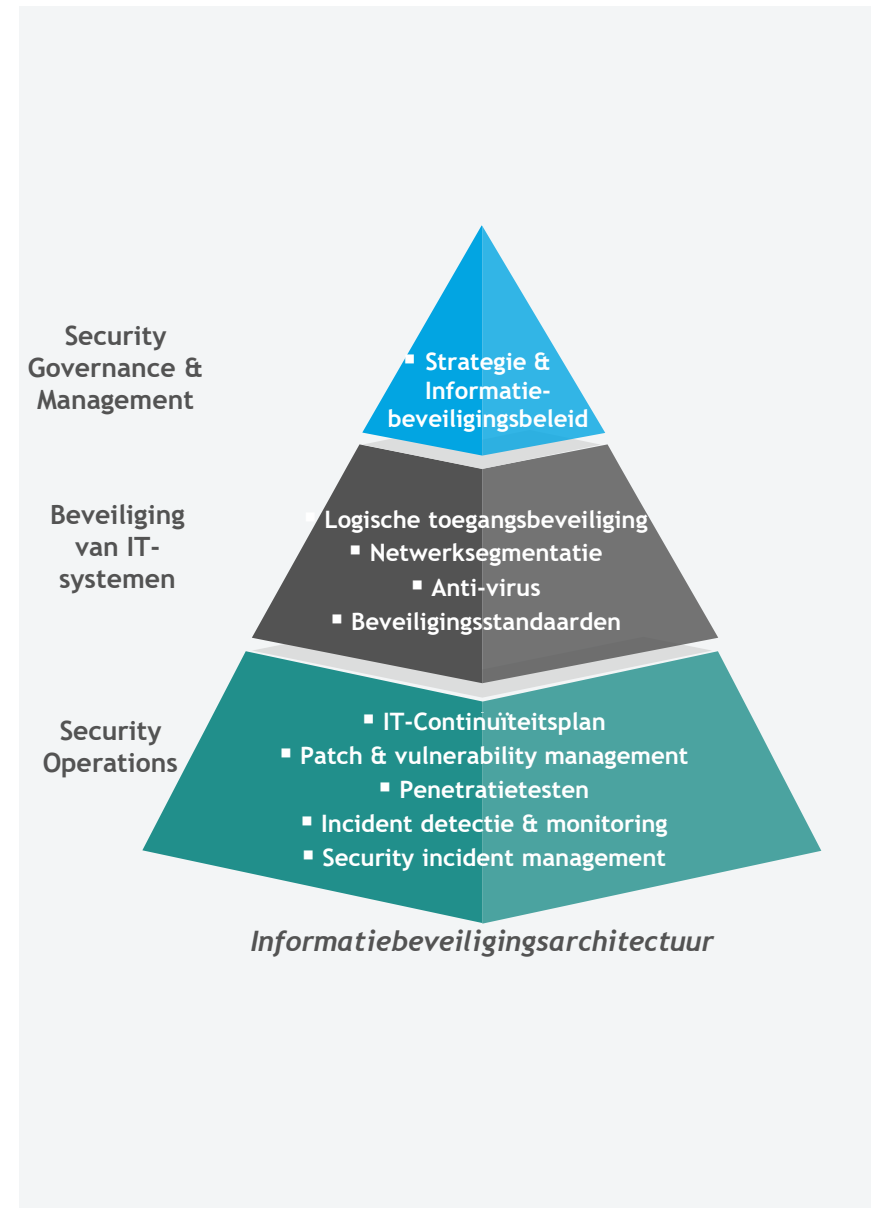 Security
Governance &
Management
▪ Strategie &
Informatie-
beveiligingsbeleid
Beveiliging
van IT-
systemen
▪ Logische toegangsbeveiliging
▪ Netwerksegmentatie
▪ Anti-virus
▪ Beveiligingsstandaarden
Security
Operations
▪ IT-Continuïteitsplan
▪ Patch & vulnerability management
▪ Penetratietesten
▪ Incident detectie & monitoring
▪ Security incident management
Informatiebeveiligingsarchitectuur